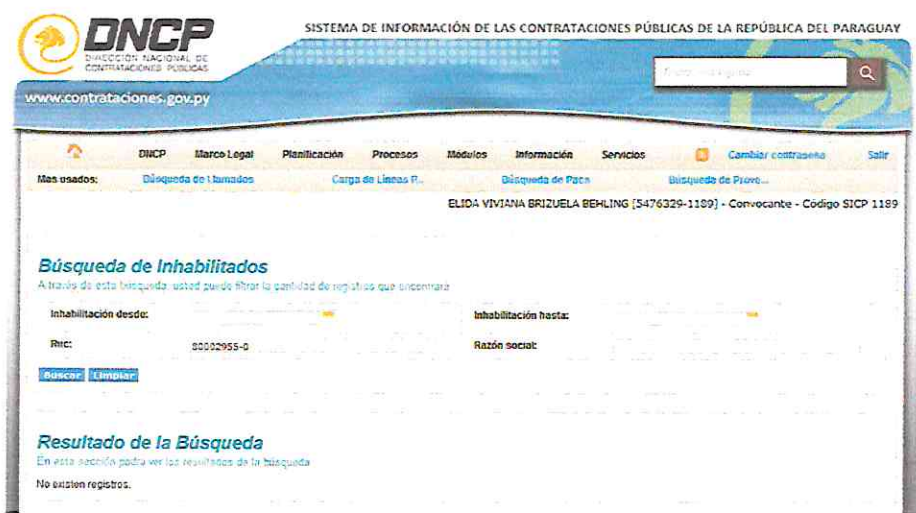 SISTEMA DE INFORMACIÓN DE LAS CONTRATACIONES PÚBLICAS DE LA REPÚBLICA DEL PARAGUAY
DNCP
DIRECCIÓN NACIONAL DE
CONTRATACIONES PÚBLICAS
www.contrataciones.gov.py
DNCP Marco Legal Planificación Procesos Módulos Información Servicios Cambiar contraseña Salir
Mas usados: Búsqueda de Llamados Carga de Lineas P... Búsqueda de Pacs Búsqueda de Prove...
ELIDA VIVIANA BRIZUELA BEHLING [5476329-1189] - Convocante - Código SICP 1189
Búsqueda de Inhabilitados
A través de esta busqueda, usted puede filtrar la cantidad de registros que encontrará
Inhabilitación desde: Inhabilitación hasta:
Ruc: 80002955-0 Razón social:
Buscar Limpiar
Resultado de la Búsqueda
En esta sección podra ver los resultados de la búsqueda
No existen registros.